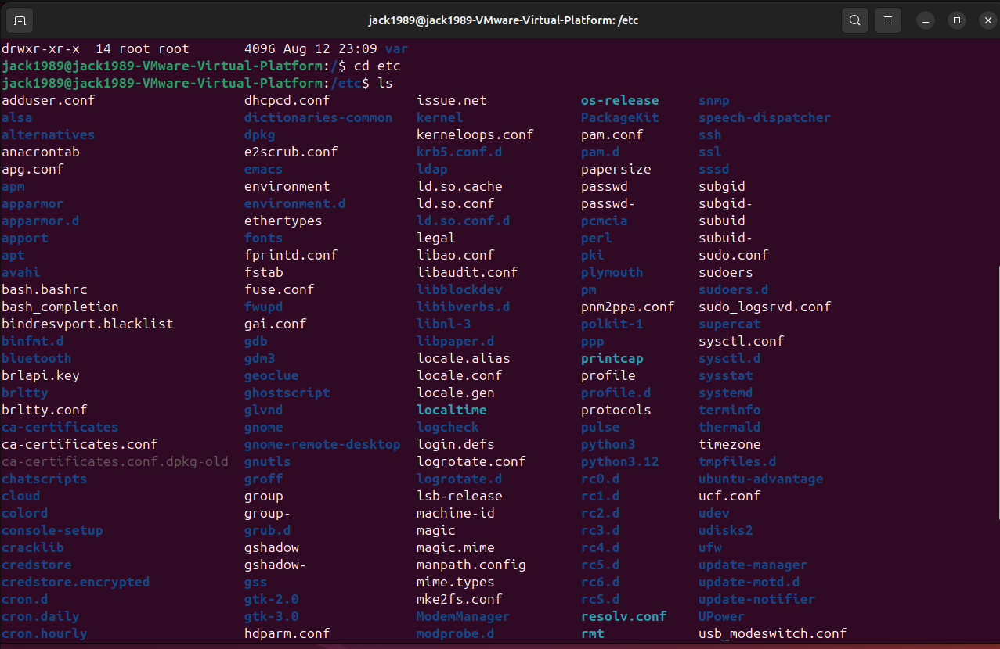 jack1989@jack1989-VMware-Virtual-Platform: /etc
drwxr-xr-x  14 root root       4096 Aug 12 23:09 var
jack1989@jack1989-VMware-Virtual-Platform:/$ cd etc
jack1989@jack1989-VMware-Virtual-Platform:/etc$ ls
adduser.conf dhcpcd.conf issue.net os-release snmp
alsa dictionaries-common kernel PackageKit speech-dispatcher
alternatives dpkg kerneloops.conf pam.conf ssh
anacrontab e2scrub.conf krb5.conf.d pam.d ssl
apg.conf emacs ldap papersize sssd
apm environment ld.so.cache passwd subgid
apparmor environment.d ld.so.conf passwd- subgid-
apparmor.d ethertypes ld.so.conf.d pcmcia subuid
apport fonts legal perl subuid-
apt fprintd.conf libao.conf pki sudo.conf
avahi fstab libaudit.conf plymouth sudoers
bash.bashrc fuse.conf libblockdev pm sudoers.d
bash_completion fwupd libibverbs.d pnm2ppa.conf sudo_logsrvd.conf
bindresvport.blacklist gai.conf libnl-3 polkit-1 supercat
binfmt.d gdb libpaper.d ppp sysctl.conf
bluetooth gdm3 locale.alias printcap sysctl.d
brlapi.key geoclue locale.conf profile sysstat
brltty ghostscript locale.gen profile.d systemd
brltty.conf glvnd localtime protocols terminfo
ca-certificates gnome logcheck pulse thermald
ca-certificates.conf gnome-remote-desktop login.defs python3 timezone
ca-certificates.conf.dpkg-old gnutls logrotate.conf python3.12 tmpfiles.d
chatscripts groff logrotate.d rc0.d ubuntu-advantage
cloud group lsb-release rc1.d ucf.conf
colord group- machine-id rc2.d udev
console-setup grub.d magic rc3.d udisks2
cracklib gshadow magic.mime rc4.d ufw
credstore gshadow- manpath.config rc5.d update-manager
credstore.encrypted gss mime.types rc6.d update-motd.d
cron.d gtk-2.0 mke2fs.conf rcS.d update-notifier
cron.daily gtk-3.0 ModemManager resolv.conf UPower
cron.hourly hdparm.conf modprobe.d rmt usb_modeswitch.conf